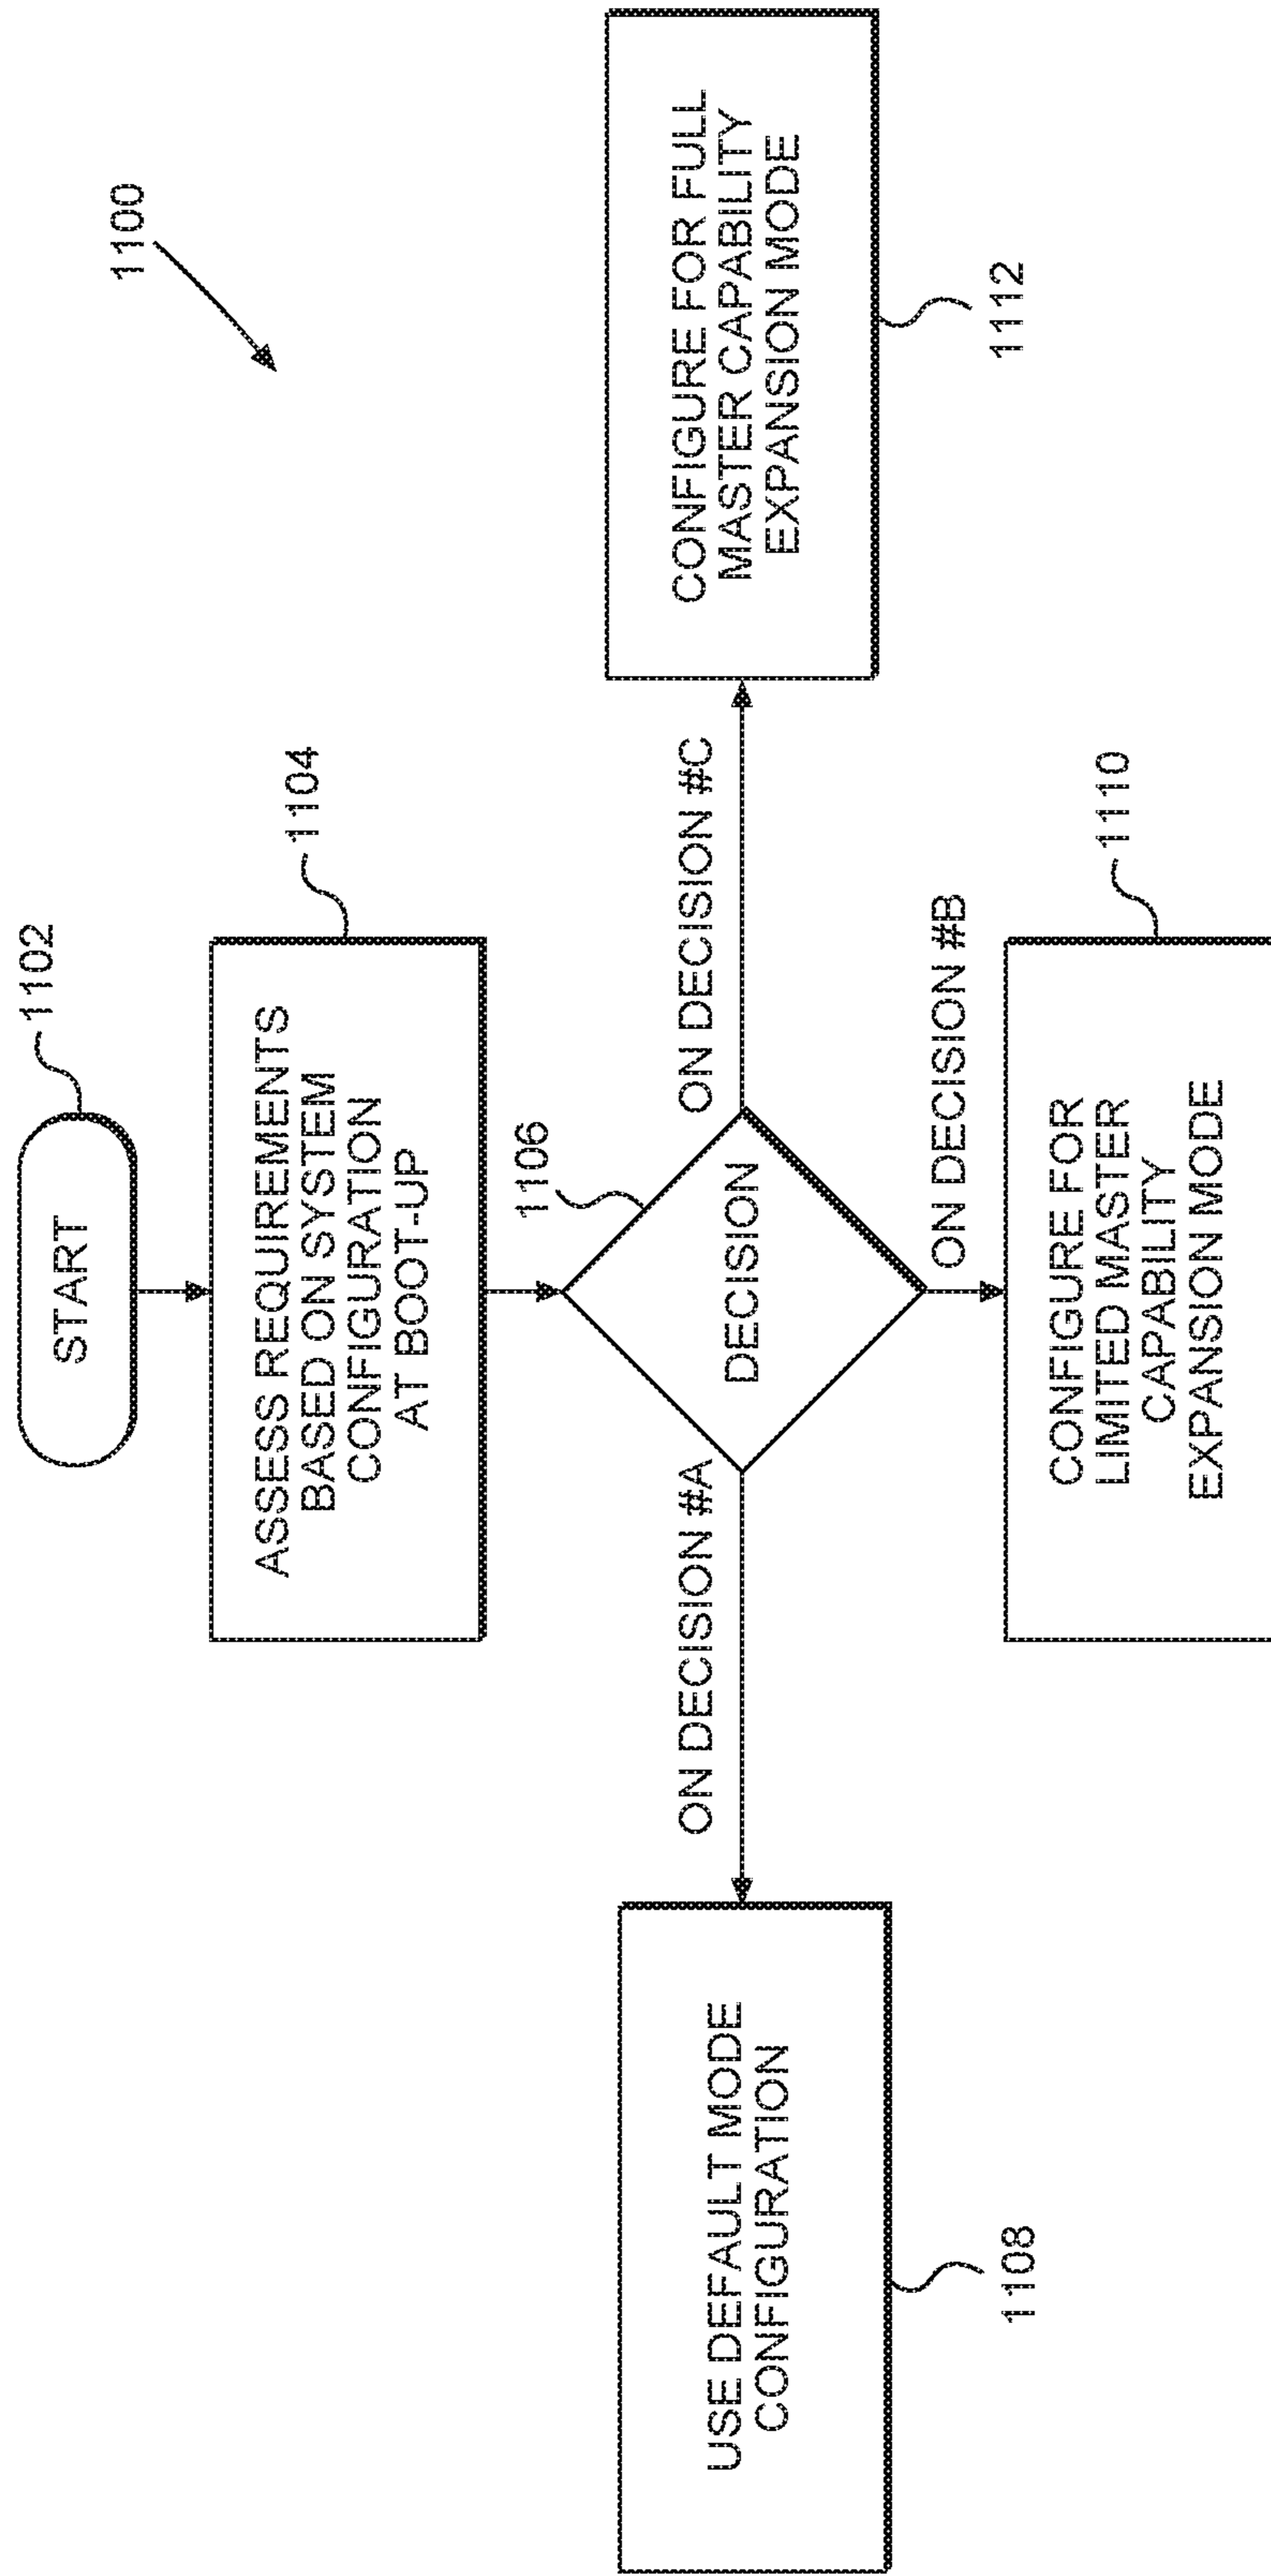 1100
START
1102
ASSESS REQUIREMENTS
BASED ON SYSTEM
CONFIGURATION
AT BOOT-UP
1104
1106
DECISION
ON DECISION #A
USE DEFAULT MODE
CONFIGURATION
1108
ON DECISION #B
CONFIGURE FOR
LIMITED MASTER
CAPABILITY
EXPANSION MODE
1110
ON DECISION #C
CONFIGURE FOR FULL
MASTER CAPABILITY
EXPANSION MODE
1112